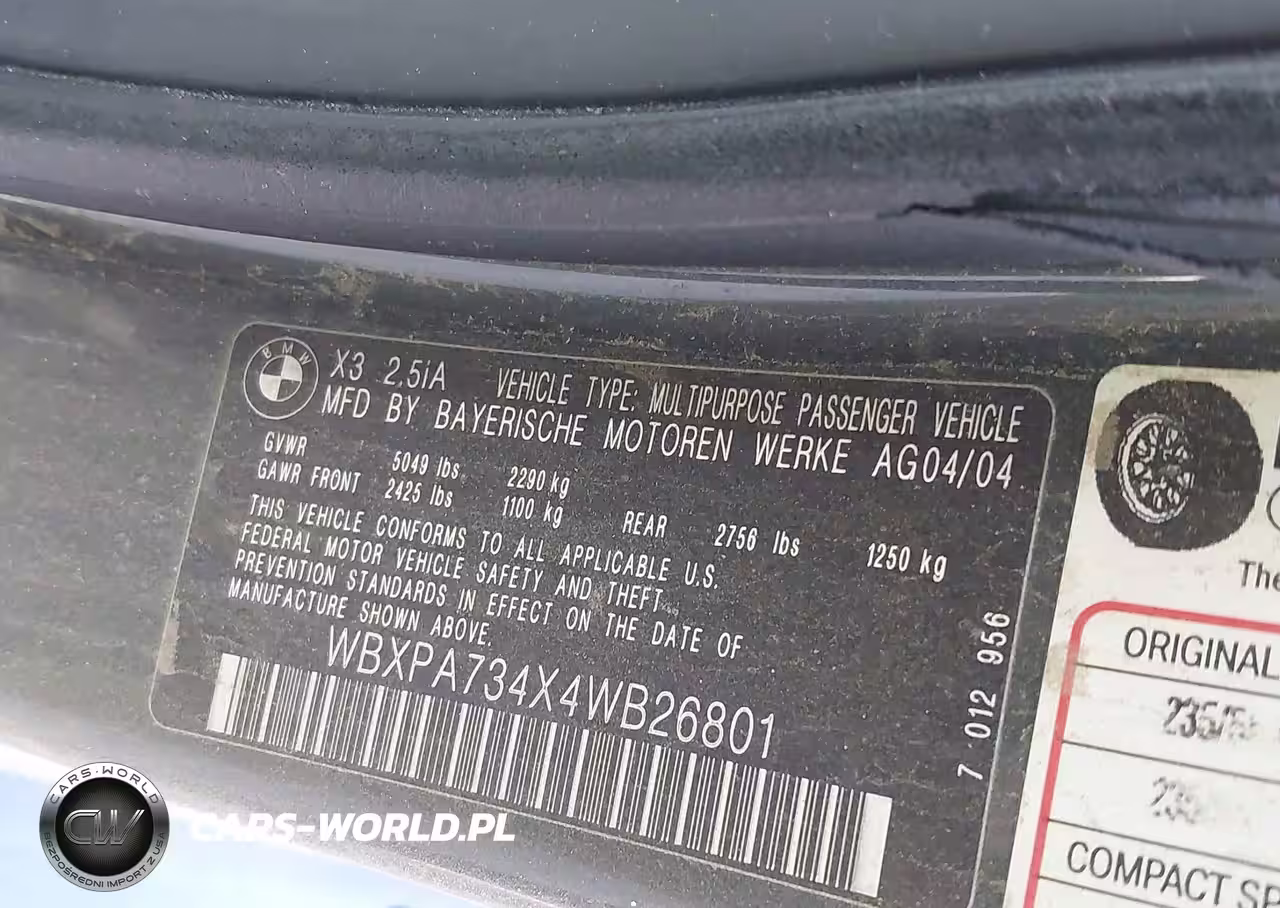 BMW
X3 2.5iA VEHICLE TYPE: MULTIPURPOSE PASSENGER VEHICLE
MFD BY BAYERISCHE MOTOREN WERKE AG04/04
GVWR 5049 lbs 2290 kg
GAWR FRONT 2425 lbs 1100 kg REAR 2756 lbs 1250 kg
THIS VEHICLE CONFORMS TO ALL APPLICABLE U.S.
FEDERAL MOTOR VEHICLE SAFETY AND THEFT
PREVENTION STANDARDS IN EFFECT ON THE DATE OF
MANUFACTURE SHOWN ABOVE.
WBXPA734X4WB26801
7 012 956
The
ORIGINAL
COMPACT
CARS-WORLD
CW
BEZPOŚREDNI IMPORT Z USA
CARS-WORLD.PL